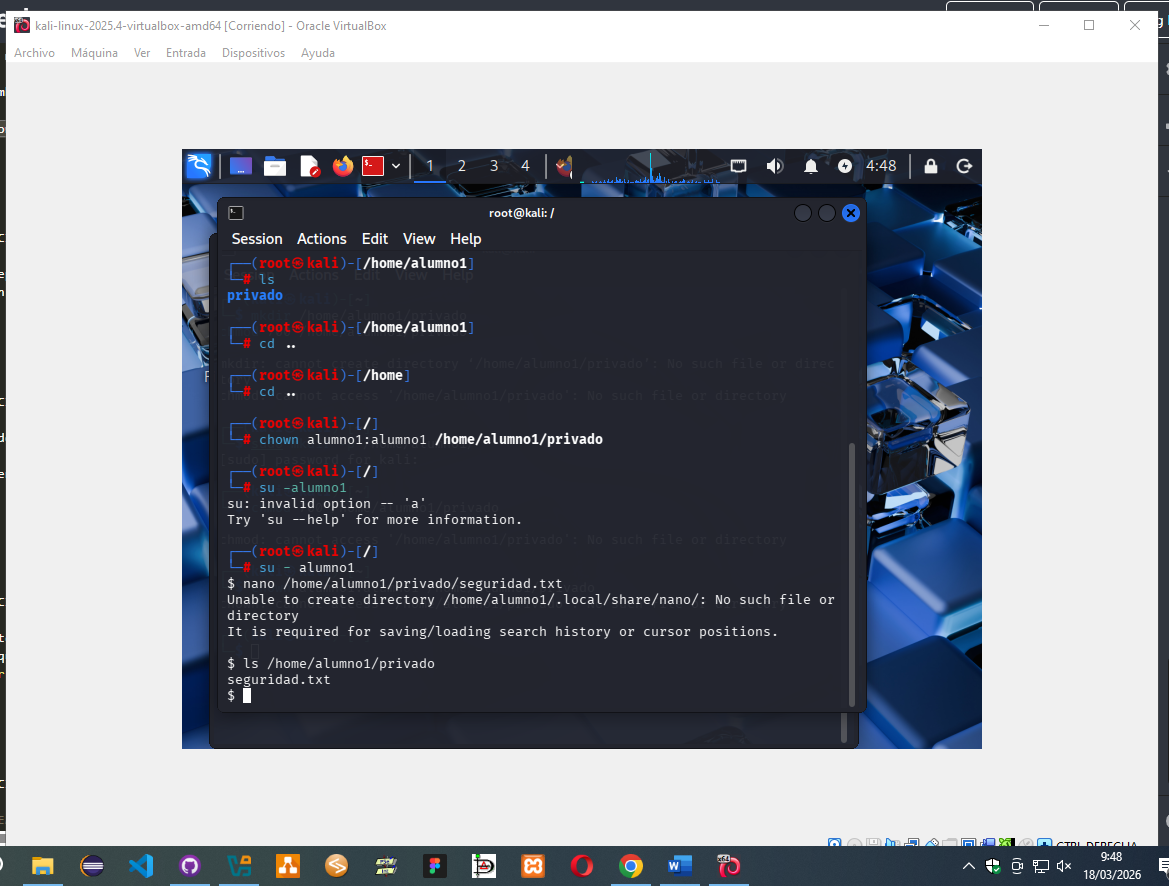 kali-linux-2025.4-virtualbox-amd64 [Corriendo] - Oracle VirtualBox
Archivo Máquina Ver Entrada Dispositivos Ayuda
1 2 3 4 4:48
root@kali: /
Session Actions Edit View Help
┌──(root㉿kali)-[/home/alumno1]
└─# ls
privado
┌──(root㉿kali)-[/home/alumno1]
└─# cd ..
┌──(root㉿kali)-[/home]
└─# cd ..
┌──(root㉿kali)-[/]
└─# chown alumno1:alumno1 /home/alumno1/privado
┌──(root㉿kali)-[/]
└─# su -alumno1
su: invalid option -- 'a'
Try 'su --help' for more information.
┌──(root㉿kali)-[/]
└─# su - alumno1
$ nano /home/alumno1/privado/seguridad.txt
Unable to create directory /home/alumno1/.local/share/nano/: No such file or
directory
It is required for saving/loading search history or cursor positions.
$ ls /home/alumno1/privado
seguridad.txt
$
CTRL DERECHA
9:48
18/03/2026